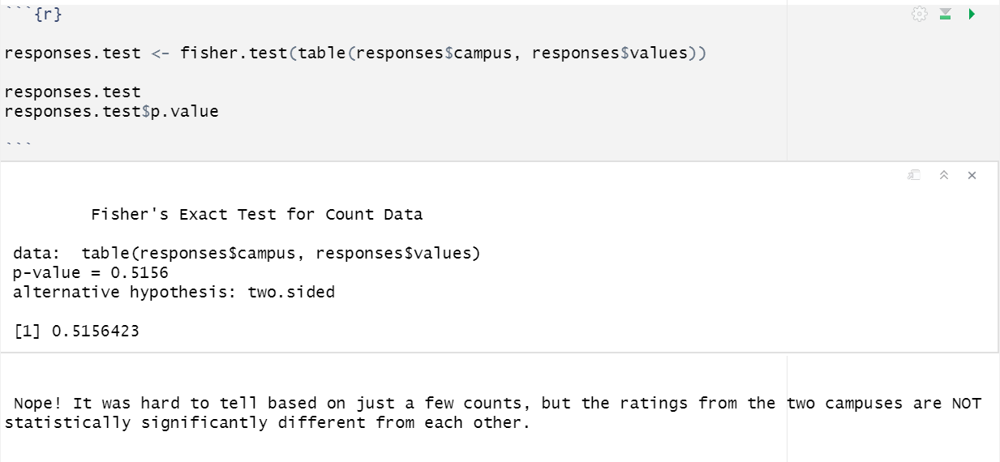 ```{r}
responses.test <- fisher.test(table(responses$campus, responses$values))
responses.test
responses.test$p.value
```
Fisher's Exact Test for Count Data
data:  table(responses$campus, responses$values)
p-value = 0.5156
alternative hypothesis: two.sided
[1] 0.5156423
Nope! It was hard to tell based on just a few counts, but the ratings from the two campuses are NOT
statistically significantly different from each other.